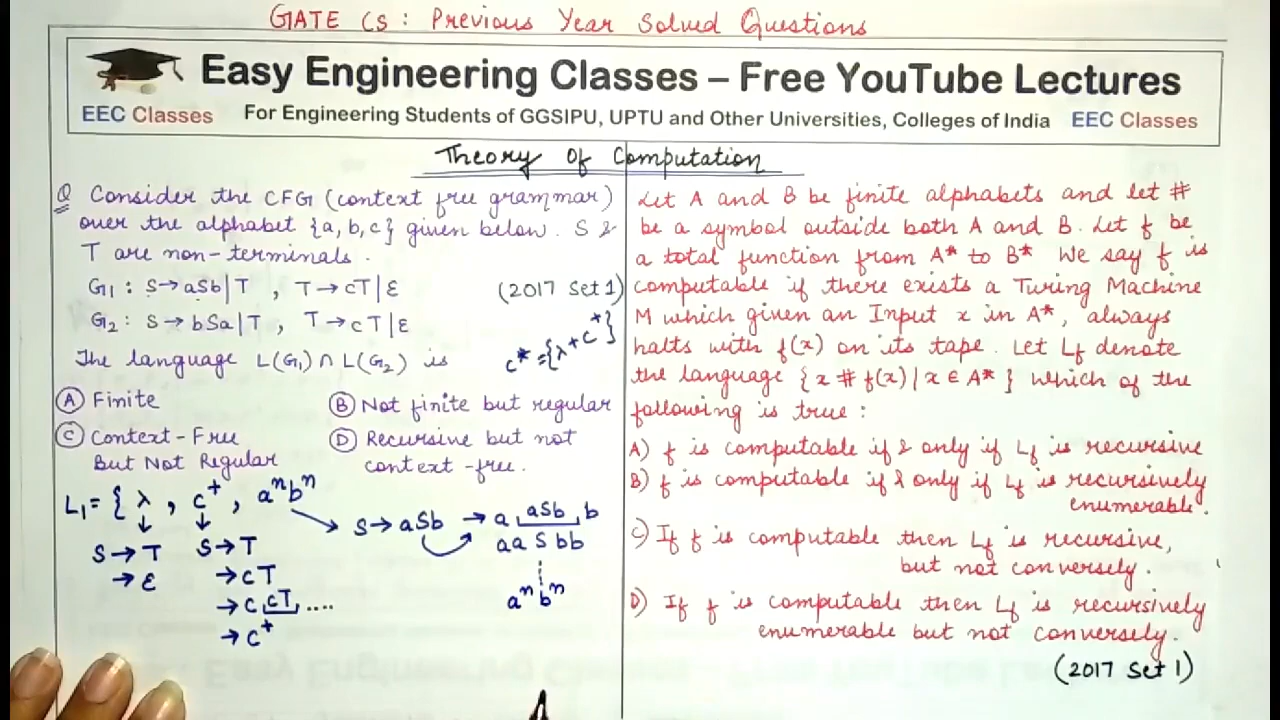 GATE CS: Previous Year Solved Questions
Easy Engineering Classes – Free YouTube Lectures
EEC Classes For Engineering Students of GGSIPU, UPTU and Other Universities, Colleges of India EEC Classes
Theory Of Computation
Q Consider the CFG (context free grammar)
over the alphabet {a, b, c} given below. S &
T are non-terminals.
G1: S→aSb|T , T→cT|ε (2017 Set 1)
G2: S→bSa|T, T→cT|ε
The language L(G1) ∩ L(G2) is c*={λ+c+}
(A) Finite (B) Not finite but regular
(C) Context-Free (D) Recursive but not
But Not Regular context-free.
L1 = { λ , c⁺, aⁿbⁿ
S→T
→ε
S→T
→cT
→c cT ....
→c⁺
S→aSb →a aSb b
aaSbb
aⁿbⁿ
Let A and B be finite alphabets and let #
be a symbol outside both A and B. Let f be
a total function from A* to B* We say f is
computable if there exists a Turing Machine
M which given an Input x in A*, always
halts with f(x) on its tape. Let Lf denote
the language {x # f(x) | x ∈ A*} which of the
following is true:
A) f is computable if & only if Lf is recursive
B) f is computable if & only if Lf is recursively
enumerable.
C) If f is computable then Lf is recursive,
but not conversely.
D) If f is computable then Lf is recursively
enumerable but not conversely.
(2017 Set 1)